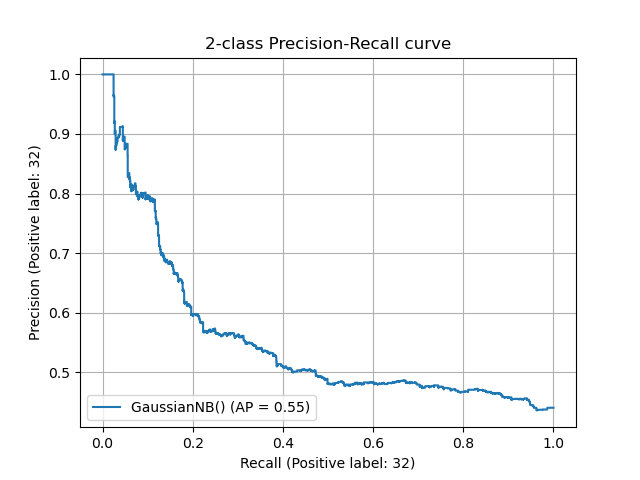 2-class Precision-Recall curve
Precision (Positive label: 32)
1.0
0.9
0.8
0.7
0.6
0.5
GaussianNB() (AP = 0.55)
0.0 0.2 0.4 0.6 0.8 1.0
Recall (Positive label: 32)